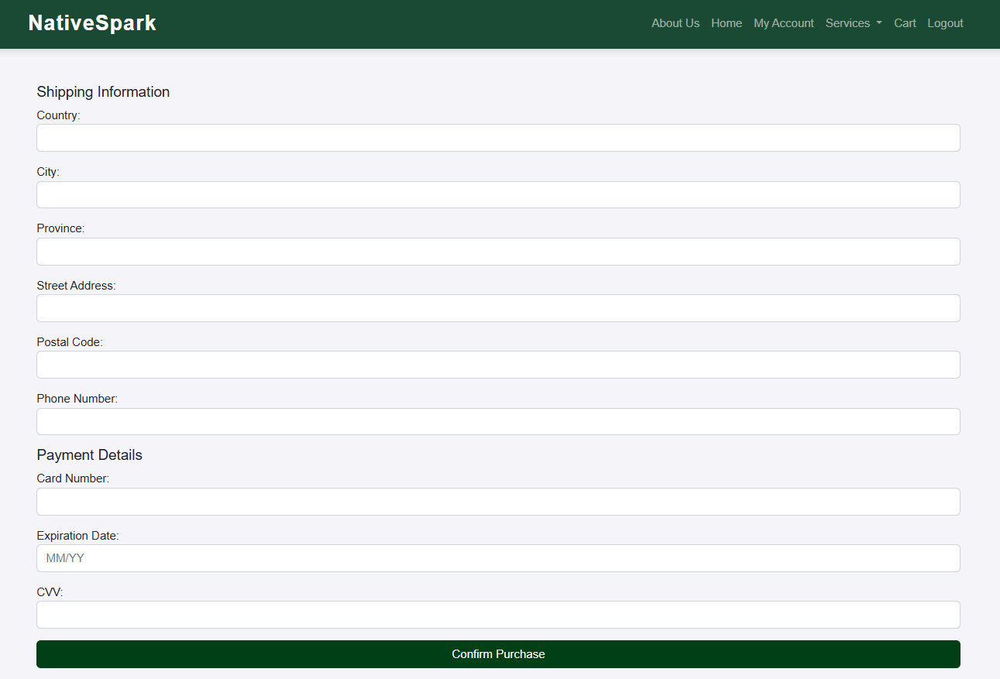 NativeSpark
About Us Home My Account Services Cart Logout
Shipping Information
Country:
City:
Province:
Street Address:
Postal Code:
Phone Number:
Payment Details
Card Number:
Expiration Date:
MM/YY
CVV:
Confirm Purchase